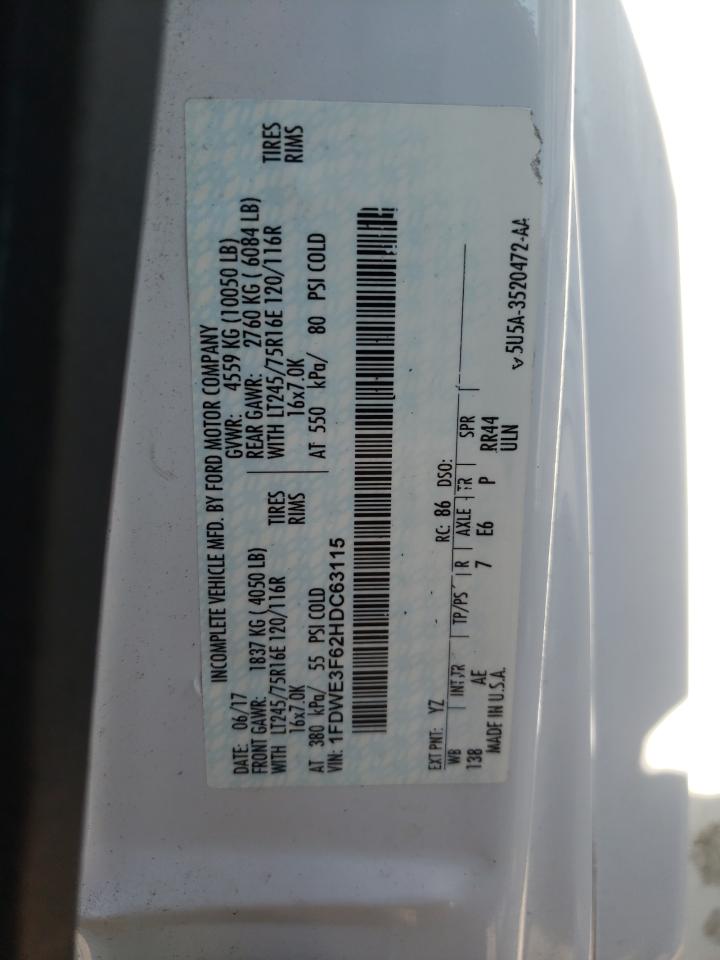 INCOMPLETE VEHICLE MFD. BY FORD MOTOR COMPANY
DATE: 06/17 GVWR: 4559 KG (10050 LB)
FRONT GAWR: 1837 KG ( 4050 LB) REAR GAWR: 2760 KG ( 6084 LB)
WITH LT245/75R16E 120/116R TIRES WITH LT245/75R16E 120/116R TIRES
16x7.0K RIMS 16x7.0K RIMS
AT 380 kPa/ 55 PSI COLD AT 550 kPa/ 80 PSI COLD
VIN: 1FDWE3F62HDC63115
EXT PNT: YZ RC: 86 DSO:
WB INT TR TP/PS R AXLE TR SPR
138 AE 7 E6 P RR44
MADE IN U.S.A. ULN
5U5A-3520472-AA